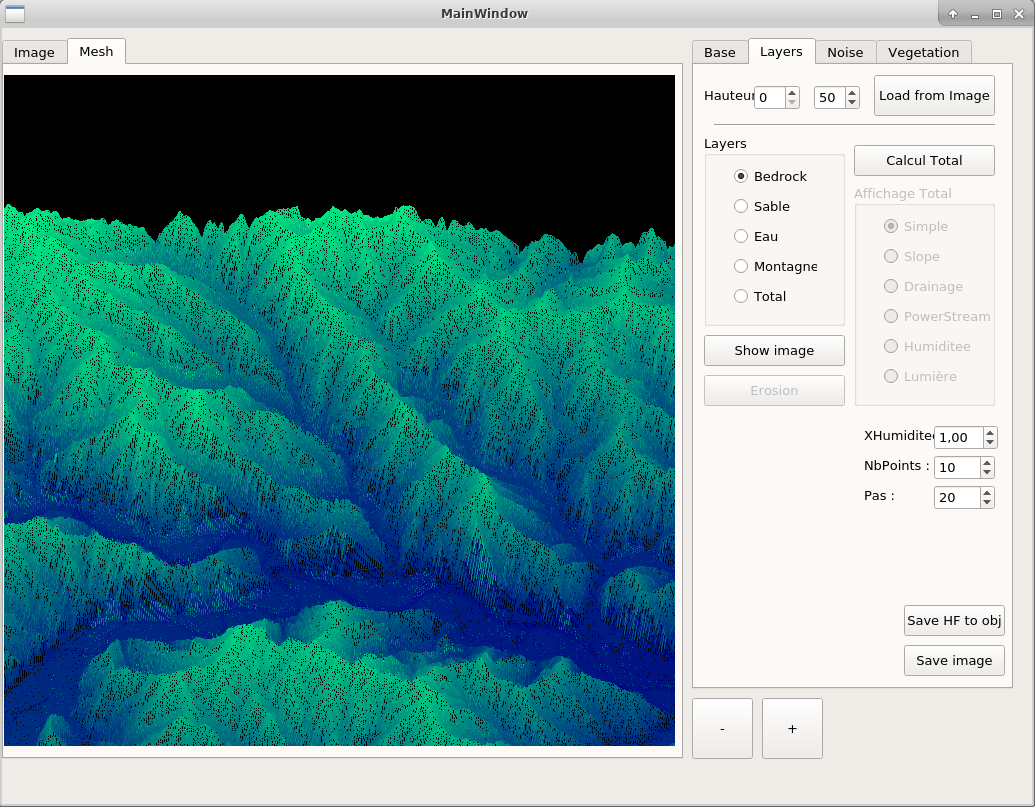 MainWindow
Image Mesh
Base Layers Noise Vegetation
Hauteur 0 50 Load from Image
Layers
Calcul Total
Bedrock
Sable
Eau
Montagne
Total
Affichage Total
Simple
Slope
Drainage
PowerStream
Humiditee
Lumière
Show image
Erosion
XHumiditee 1,00
NbPoints : 10
Pas : 20
Save HF to obj
Save image
- +